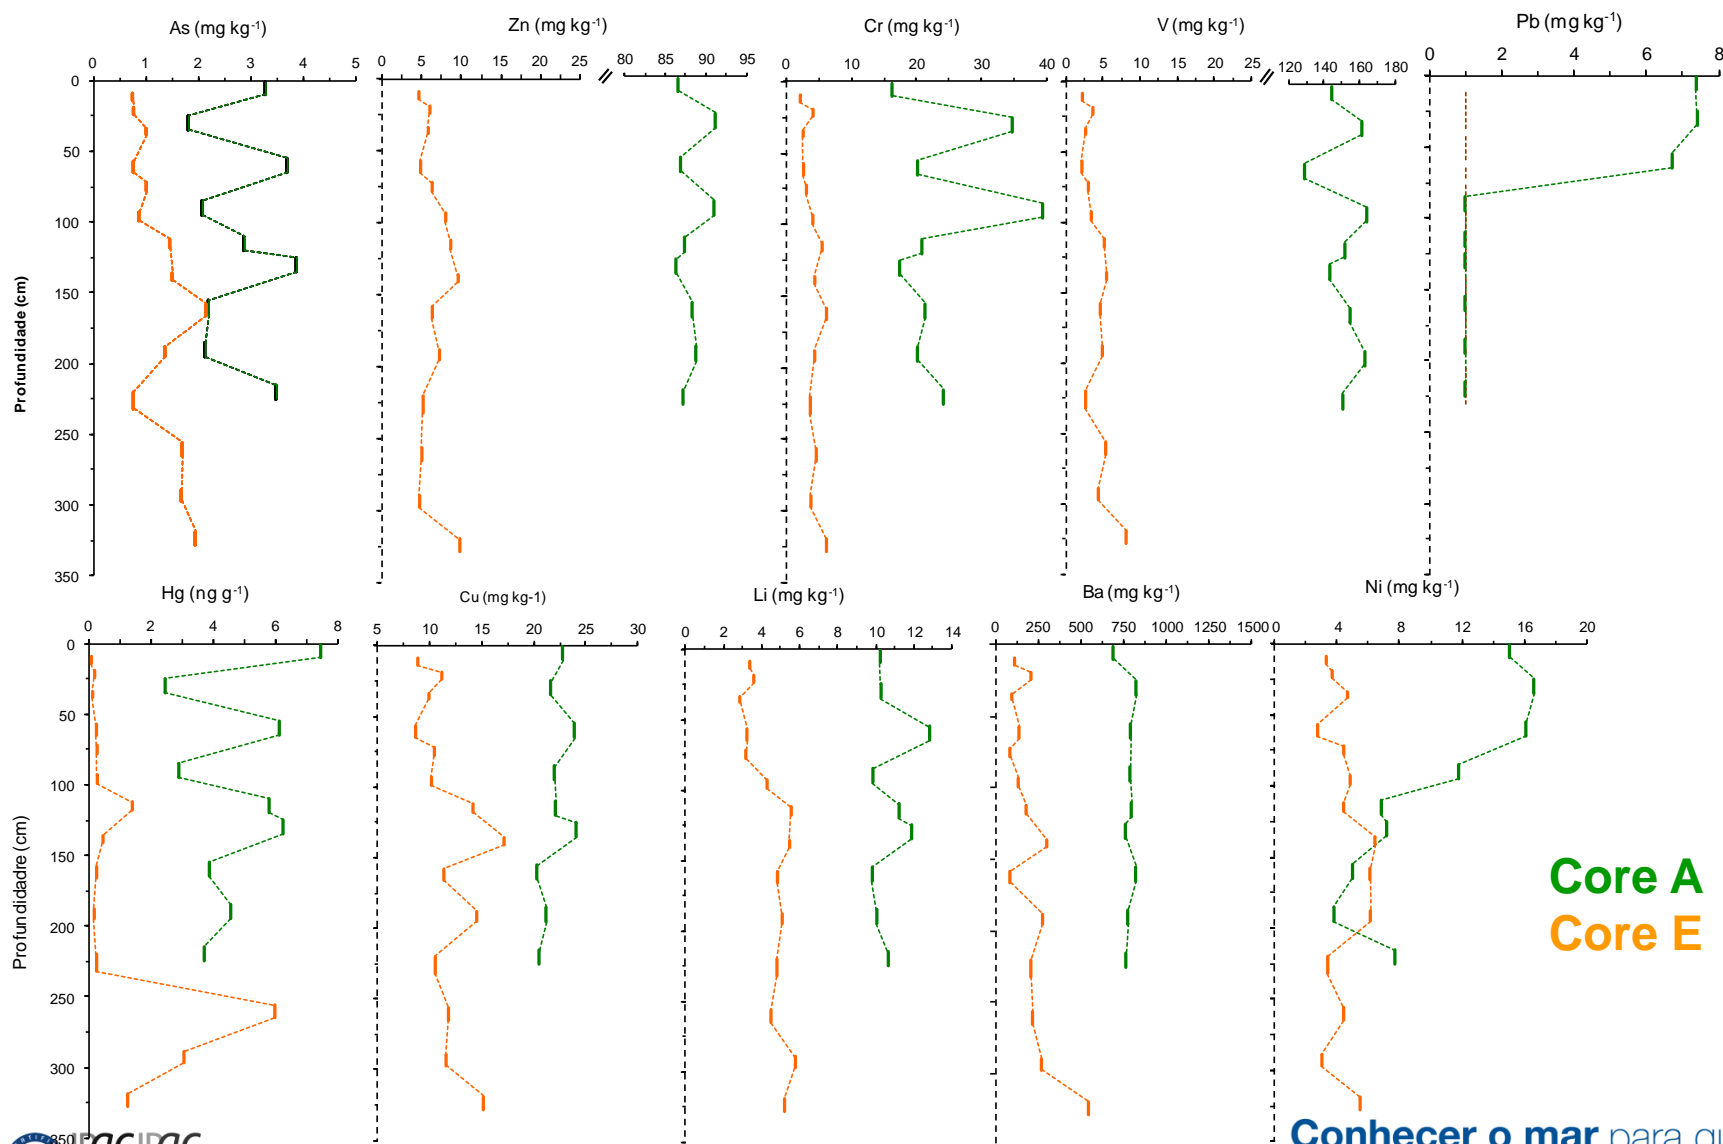 As (mg kg-1)
Zn (mg kg-1)
Cr (mg kg-1)
V (mg kg-1)
Pb (mg kg-1)
0 1 2 3 4 5
0 5 10 15 20 25
80 85 90 95
0 10 20 30 40
0 5 10 15 20 25
120 140 160 180
0 2 4 6 8
0
50
100
150
200
250
300
350
Profundidade (cm)
Hg (ng g-1)
Cu (mg kg-1)
Li (mg kg-1)
Ba (mg kg-1)
Ni (mg kg-1)
0 2 4 6 8
5 10 15 20 25 30
0 2 4 6 8 10 12 14
0 250 500 750 1000 1250 1500
0 4 8 12 16 20
0
50
100
150
200
250
300
350
Profundidadre (cm)
Core A
Core E
Conhecer o mar para qu